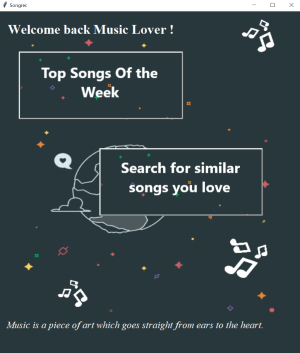 Songrec
Welcome back Music Lover !
Top Songs Of the
Week
Search for similar
songs you love
Music is a piece of art which goes straight from ears to the heart.